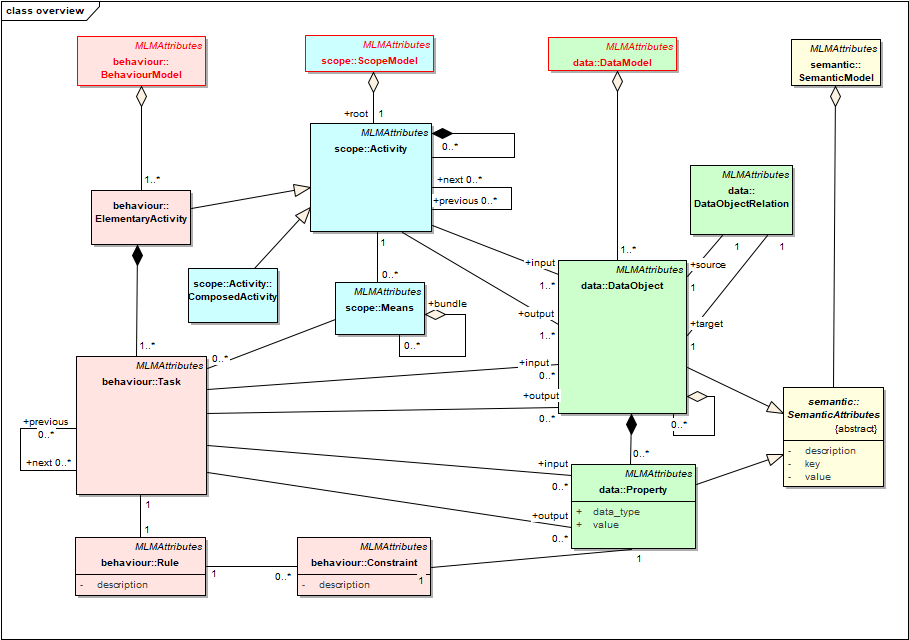 class overview
MLMAttributes
behaviour::
BehaviourModel
MLMAttributes
scope::ScopeModel
MLMAttributes
data::DataModel
MLMAttributes
semantic::
SemanticModel
+root
1
MLMAttributes
scope::Activity
0..*
+next 0..*
+previous 0..*
1..*
behaviour::
ElementaryActivity
MLMAttributes
data::
DataObjectRelation
1
1
1
+input
1..*
1..*
+source
1
scope::Activity::
ComposedActivity
0..*
MLMAttributes
scope::Means
+bundle
0..*
MLMAttributes
data::DataObject
+output
1..*
+target
1
1..*
0..*
MLMAttributes
behaviour::Task
+input
0..*
+output
0..*
0..*
semantic::
SemanticAttributes
{abstract}
- description
- key
- value
+previous
0..*
+next 0..*
0..*
+input
0..*
MLMAttributes
data::Property
+ data_type
+ value
+output
0..*
1
1
1
MLMAttributes
behaviour::Rule
- description
1
0..*
MLMAttributes
behaviour::Constraint
- description
1